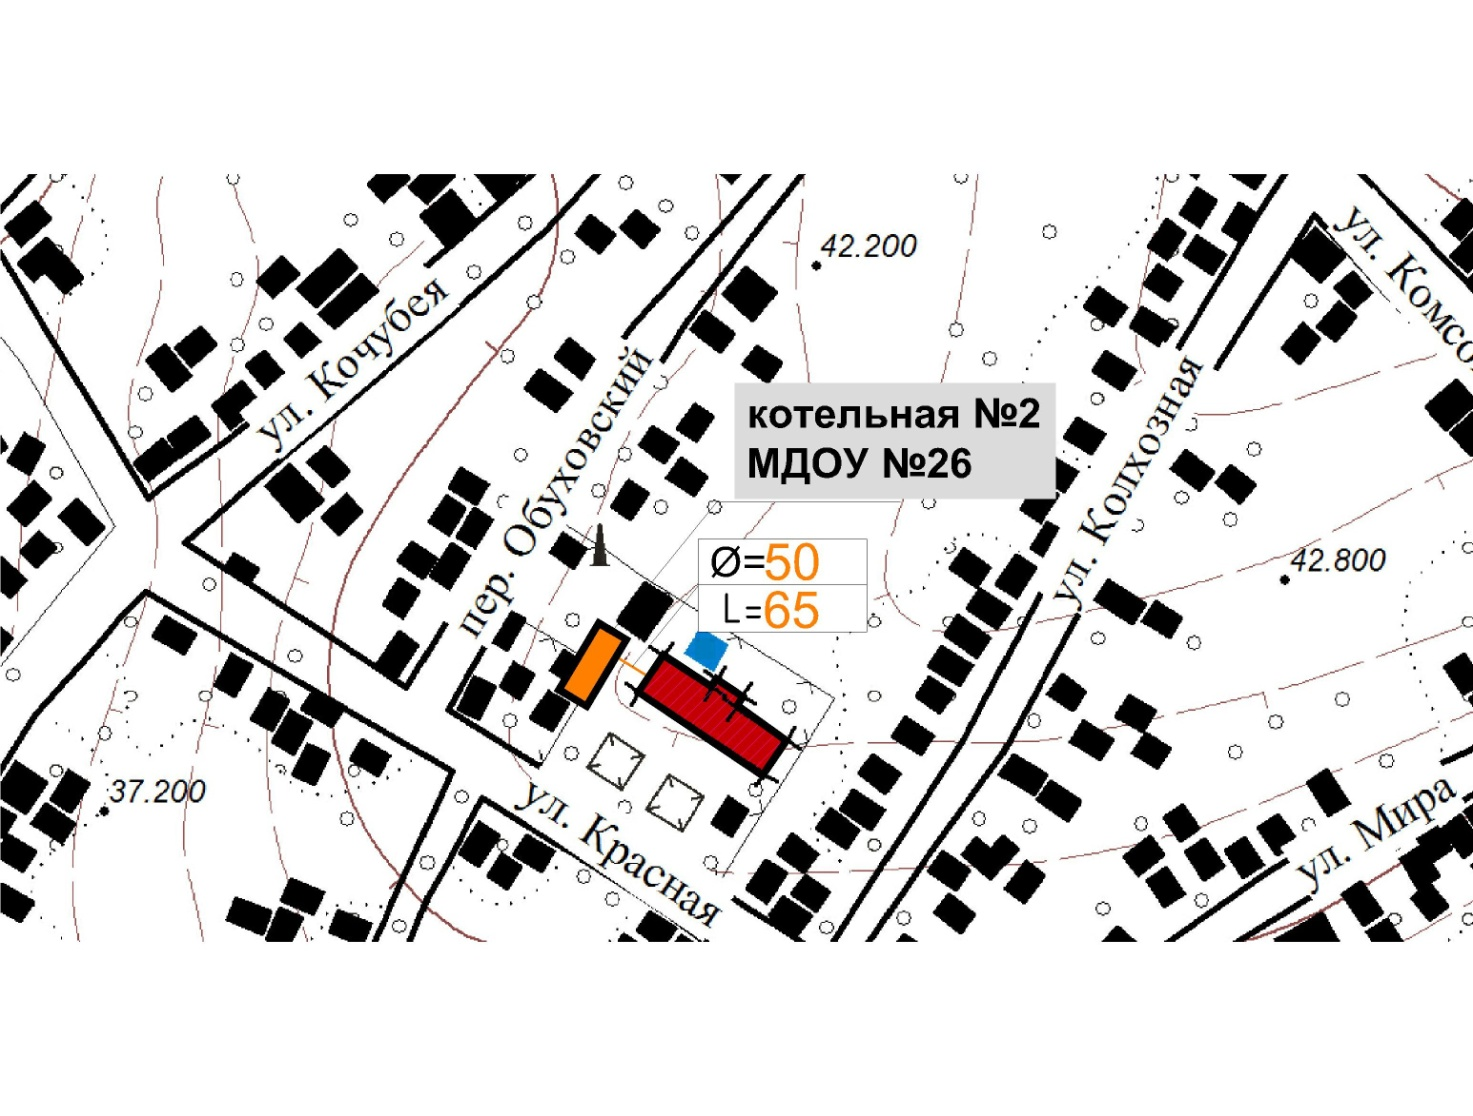 42.200
ул. Комсо
ул. Кочубея
пер. Обуховский
котельная №2
МДОУ №26
ул. Колхозная
Ø=50
L=65
42.800
37.200
ул. Красная
ул. Мира